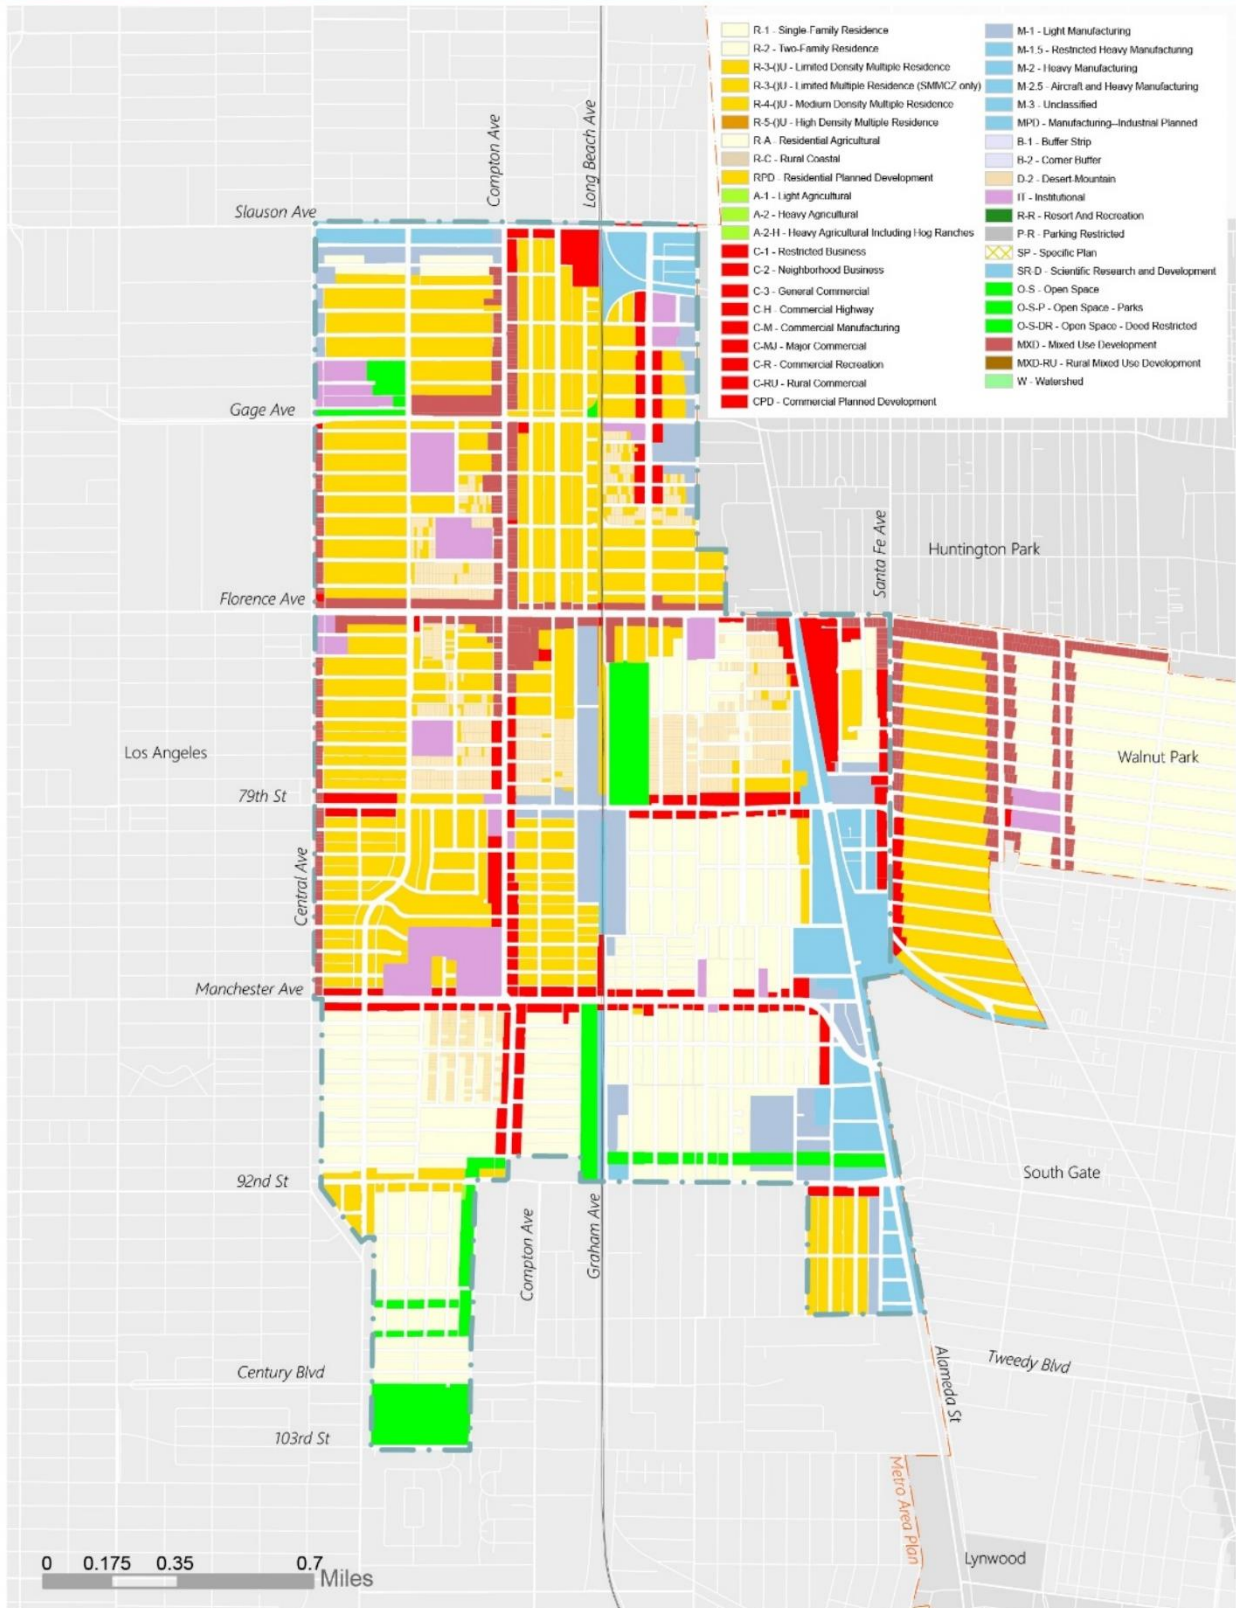 R-1 - Single-Family Residence
R-2 - Two-Family Residence
R-3-()U - Limited Density Multiple Residence
R-3-()U - Limited Multiple Residence (SMMCZ only)
R-4-()U - Medium Density Multiple Residence
R-5-()U - High Density Multiple Residence
R-A - Residential Agricultural
R-C - Rural Coastal
RPD - Residential Planned Development
A-1 - Light Agricultural
A-2 - Heavy Agricultural
A-2-H - Heavy Agricultural Including Hog Ranches
C-1 - Restricted Business
C-2 - Neighborhood Business
C-3 - General Commercial
C-H - Commercial Highway
C-M - Commercial Manufacturing
C-MJ - Major Commercial
C-R - Commercial Recreation
C-RU - Rural Commercial
CPD - Commercial Planned Development
M-1 - Light Manufacturing
M-1.5 - Restricted Heavy Manufacturing
M-2 - Heavy Manufacturing
M-2.5 - Aircraft and Heavy Manufacturing
M-3 - Unclassified
MPD - Manufacturing--Industrial Planned
B-1 - Buffer Strip
B-2 - Corner Buffer
D-2 - Desert-Mountain
IT - Institutional
R-R - Resort And Recreation
P-R - Parking Restricted
SP - Specific Plan
SR-D - Scientific Research and Development
O-S - Open Space
O-S-P - Open Space - Parks
O-S-DR - Open Space - Deed Restricted
MXD - Mixed Use Development
MXD-RU - Rural Mixed Use Development
W - Watershed
Compton Ave
Long Beach Ave
Slauson Ave
Gage Ave
Santa Fe Ave
Huntington Park
Florence Ave
Los Angeles
Walnut Park
79th St
Central Ave
Manchester Ave
92nd St
South Gate
Compton Ave
Graham Ave
Century Blvd
Tweedy Blvd
Alameda St
103rd St
Metro Area Plan
Lynwood
0 0.175 0.35 0.7
Miles